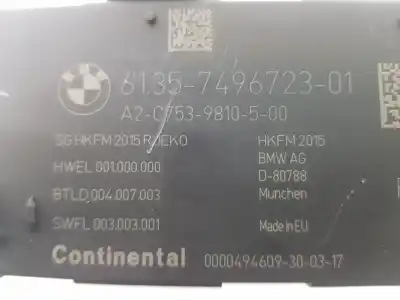 BMW
61.35-7496723-01
A2-C753-9810-5-00
SG HKFM 2015 R DEKO
HWEL 001.000.000
BTLD 004.007.003
SWFL 003.003.001
HKFM 2015
BMW AG
D-80788
Munchen
Made in EU
Continental 0000494609-30-03-17